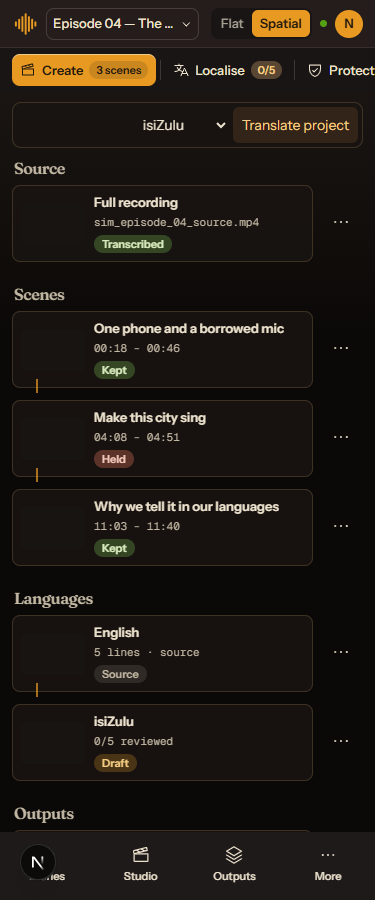 Episode 04 — The ...
Flat
Spatial
N
Create
3 scenes
Localise
0/5
Protect
isiZulu
Translate project
Source
Full recording
sim_episode_04_source.mp4
Transcribed
...
Scenes
One phone and a borrowed mic
00:18 – 00:46
Kept
...
Make this city sing
04:08 – 04:51
Held
...
Why we tell it in our languages
11:03 – 11:40
Kept
...
Languages
English
5 lines · source
Source
...
isiZulu
0/5 reviewed
Draft
...
Outputs
N
Studio
Outputs
More